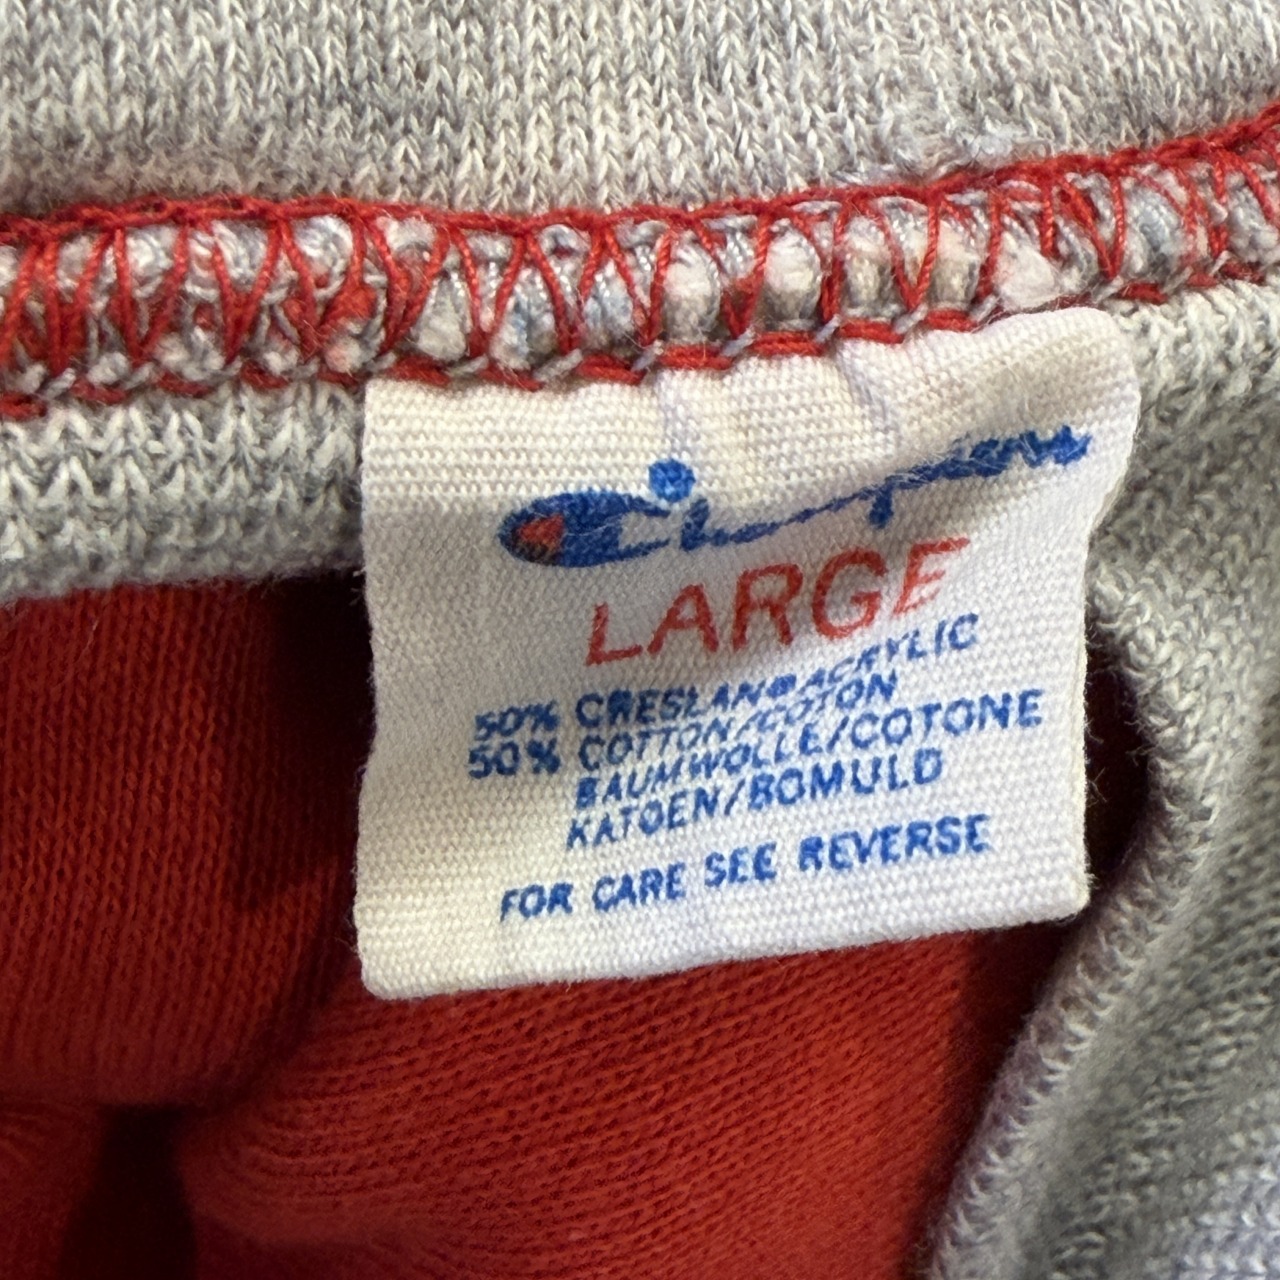 Champion
LARGE
50% CRESLAN® ACRYLIC
50% COTTON/COTON
BAUMWOLLE/COTONE
KATOEN/BOMULD
FOR CARE SEE REVERSE